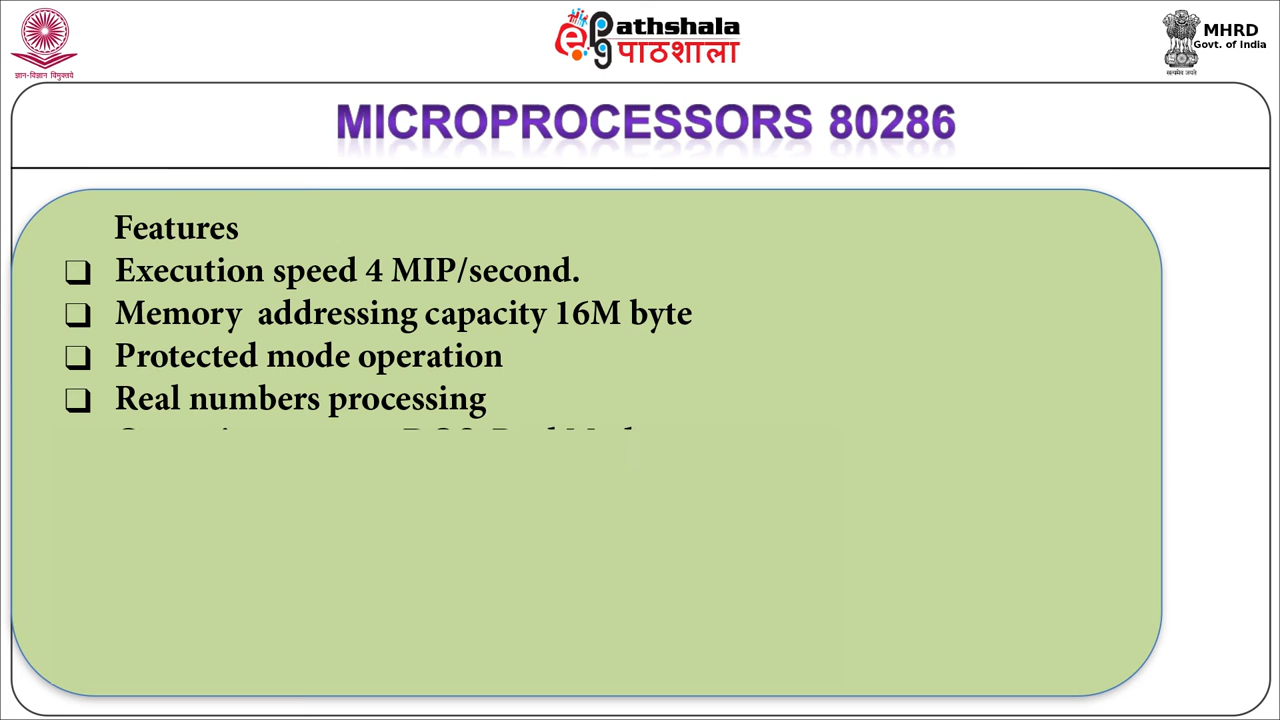 ज्ञान-विज्ञान विमुक्तये
ePathshala
पाठशाला
सत्यमेव जयते
MHRD
Govt. of India
MICROPROCESSORS 80286
Features
❑ Execution speed 4 MIP/second.
❑ Memory addressing capacity 16M byte
❑ Protected mode operation
❑ Real numbers processing